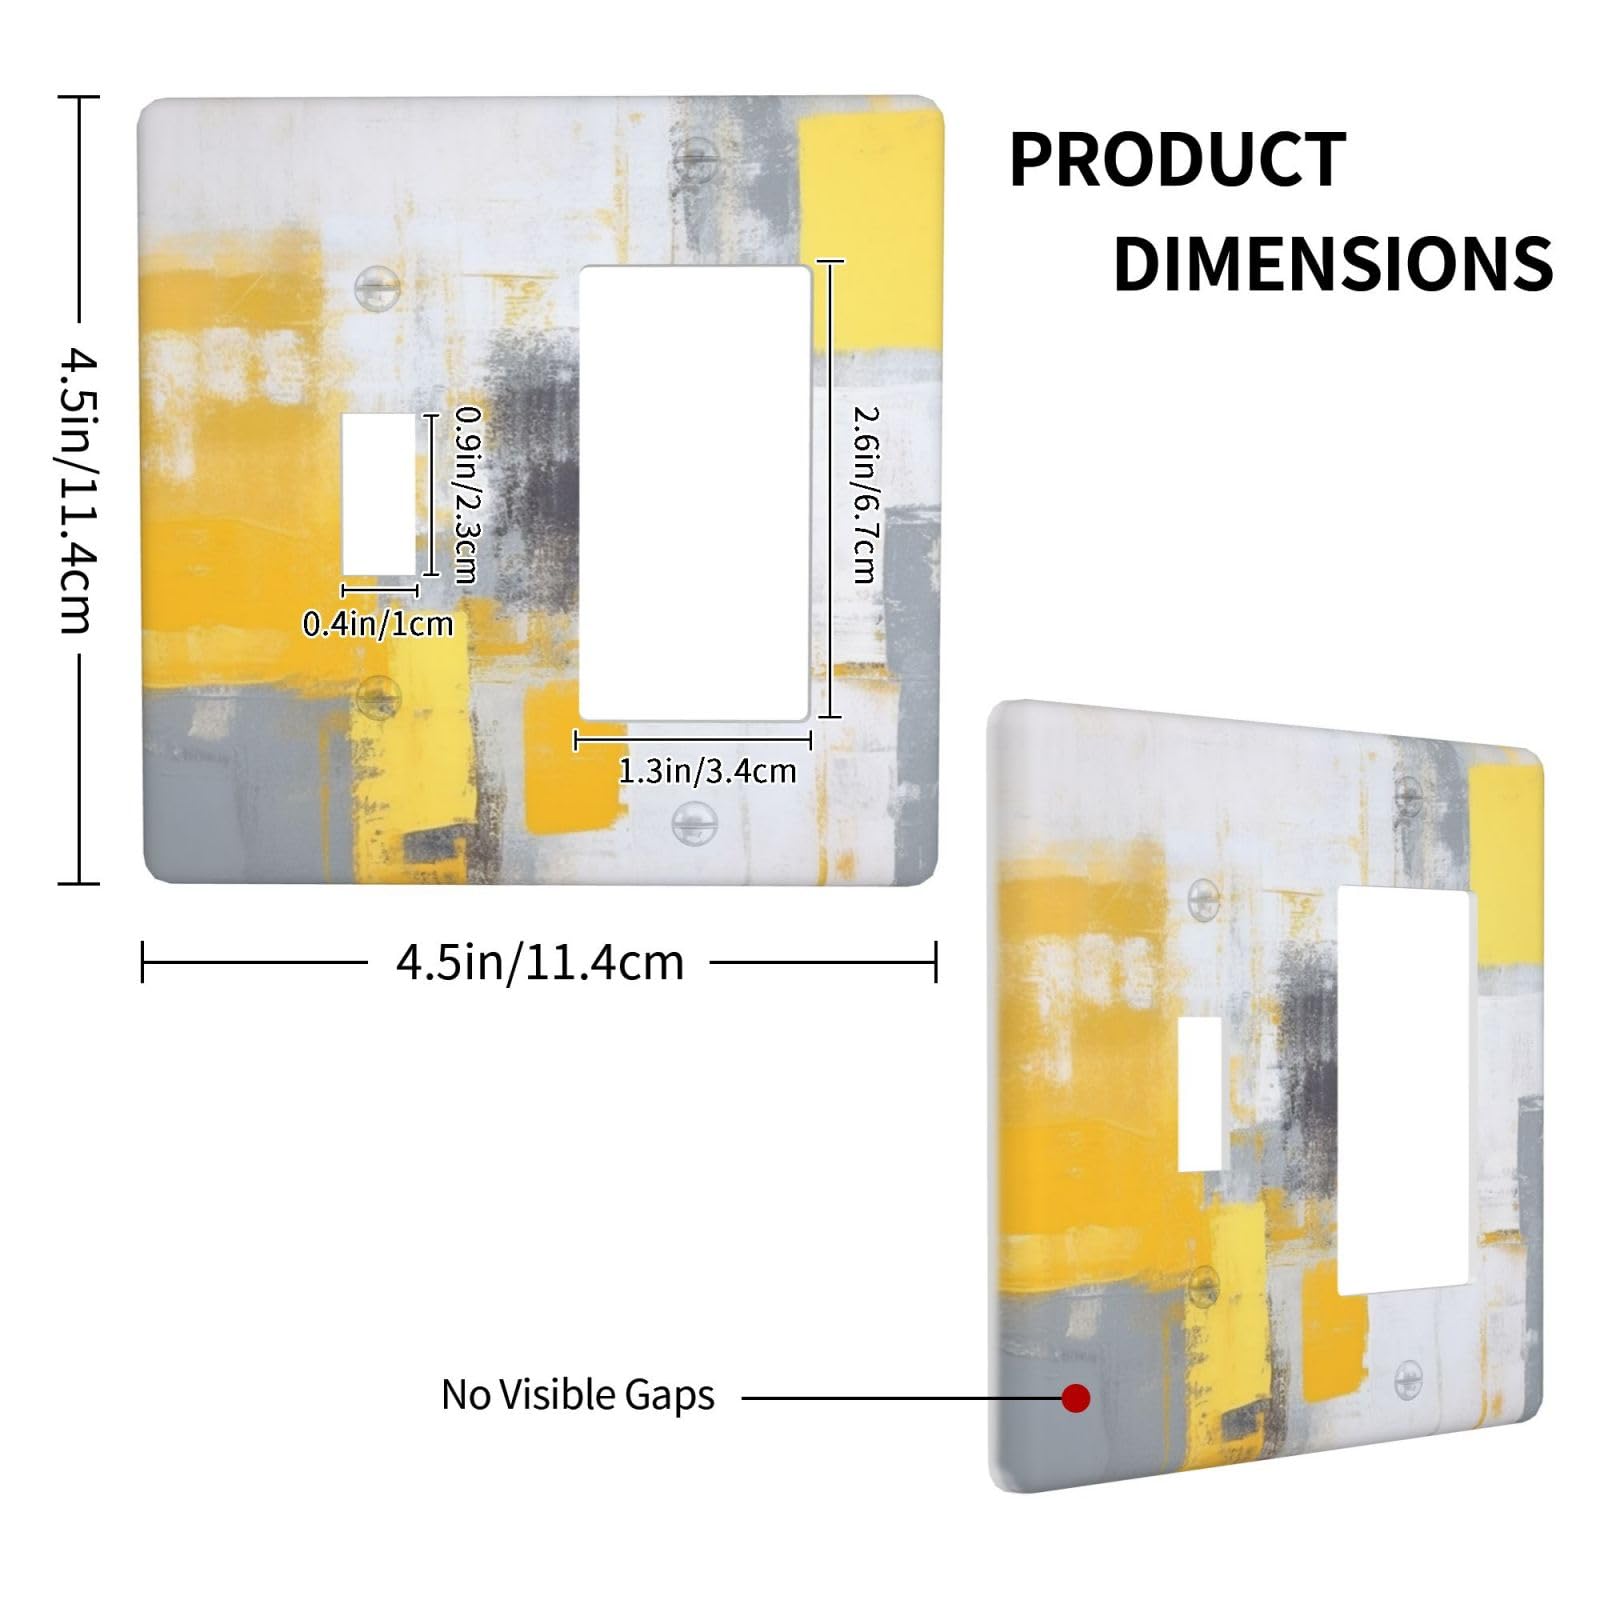 PRODUCT
DIMENSIONS
4.5in/11.4cm
0.9in/2.3cm
2.6in/6.7cm
0.4in/1cm
1.3in/3.4cm
4.5in/11.4cm
No Visible Gaps